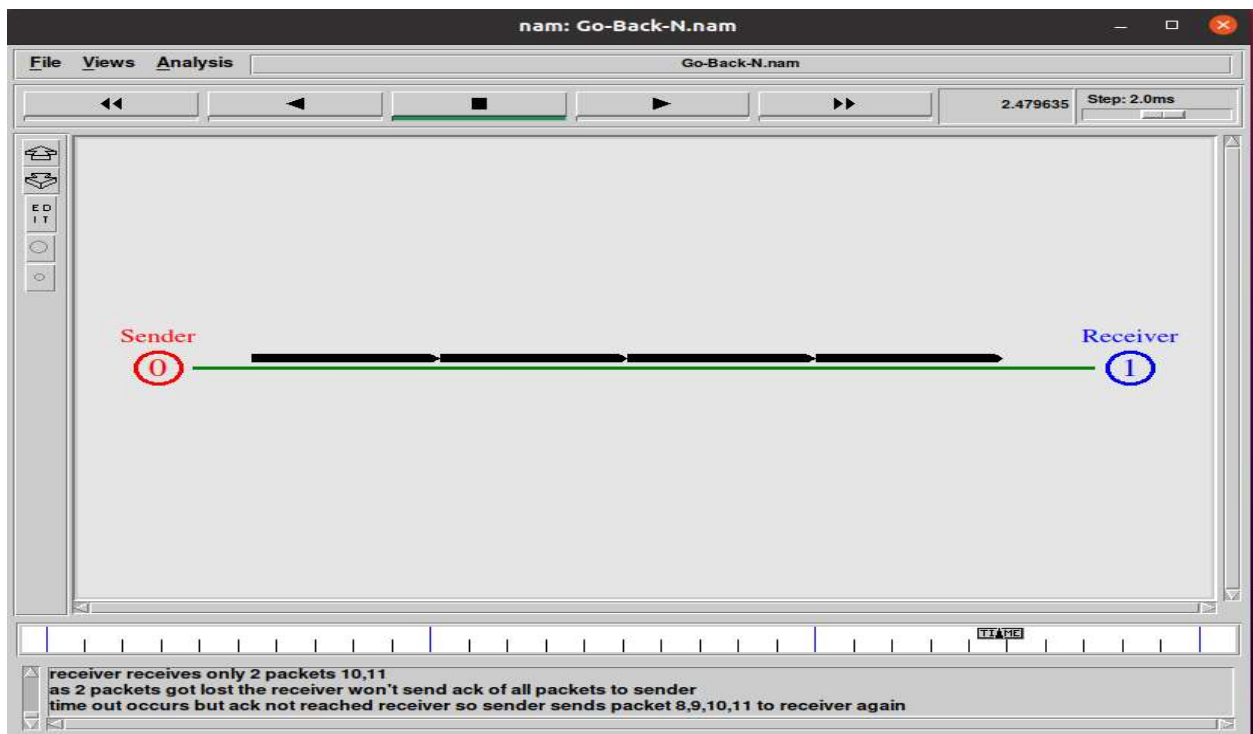 nam: Go-Back-N.nam
File Views Analysis Go-Back-N.nam
2.479635 Step: 2.0ms
E D
I T
Sender Receiver
0 1
TIME
receiver receives only 2 packets 10,11
as 2 packets got lost the receiver won't send ack of all packets to sender
time out occurs but ack not reached receiver so sender sends packet 8,9,10,11 to receiver again